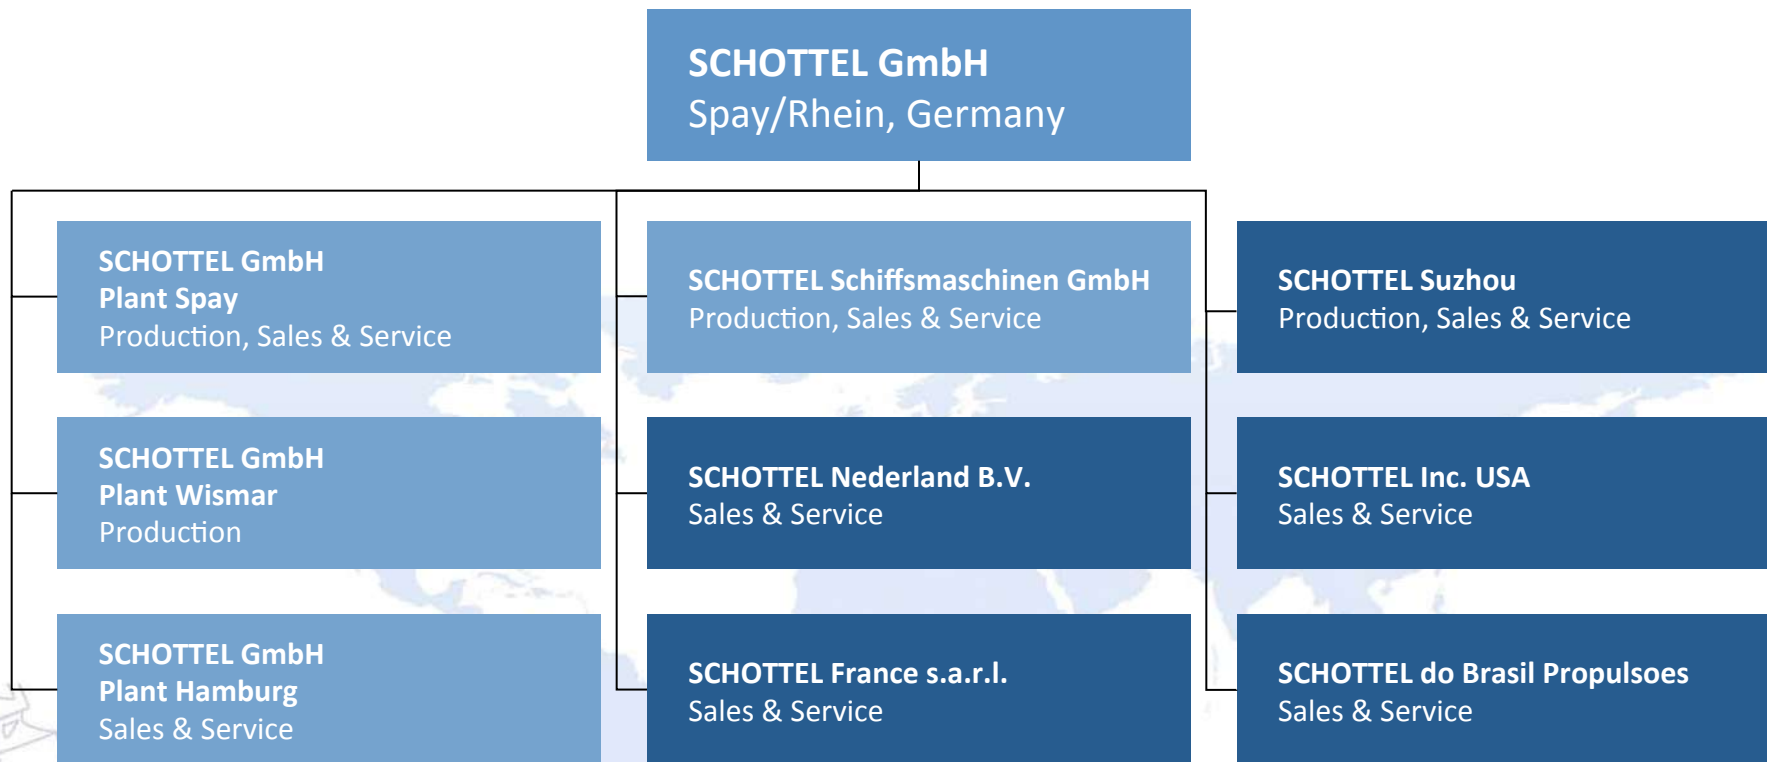 SCHOTTEL GmbH
Spay/Rhein, Germany
SCHOTTEL GmbH
Plant Spay
Production, Sales & Service
SCHOTTEL GmbH
Plant Wismar
Production
SCHOTTEL GmbH
Plant Hamburg
Sales & Service
SCHOTTEL Schiffsmaschinen GmbH
Production, Sales & Service
SCHOTTEL Nederland B.V.
Sales & Service
SCHOTTEL France s.a.r.l.
Sales & Service
SCHOTTEL Suzhou
Production, Sales & Service
SCHOTTEL Inc. USA
Sales & Service
SCHOTTEL do Brasil Propulsoes
Sales & Service